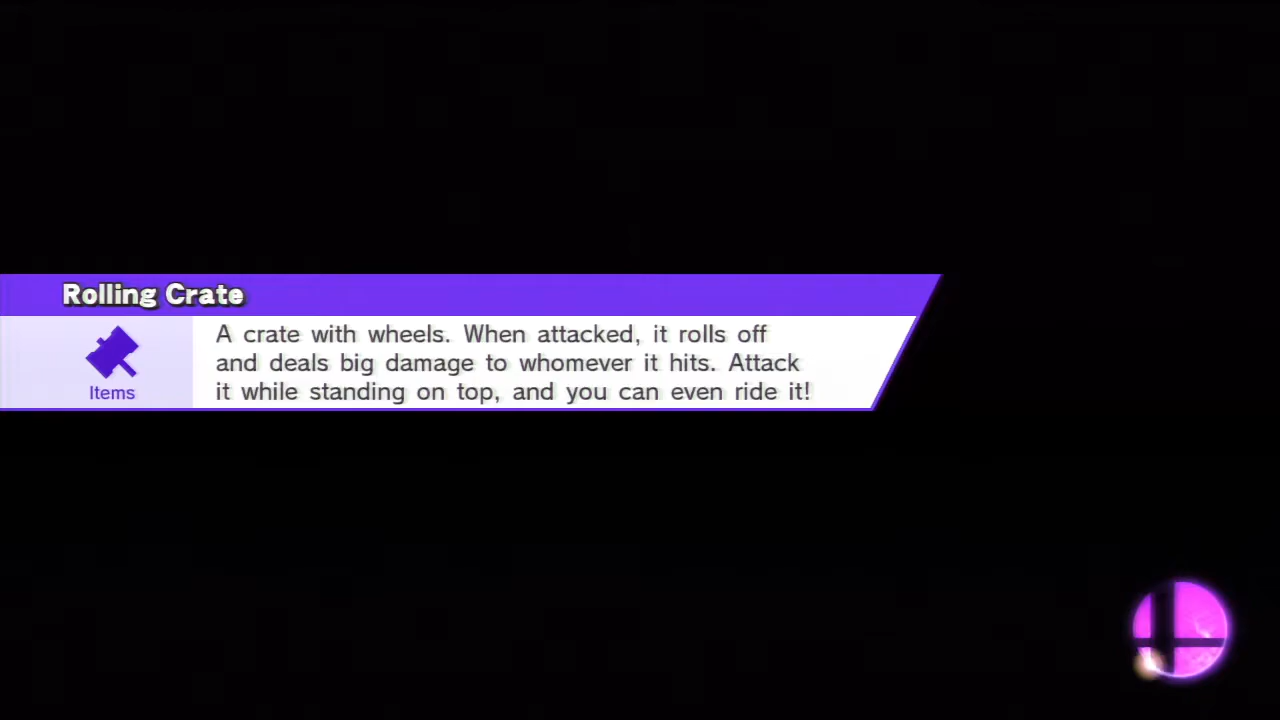 Rolling Crate
A crate with wheels. When attacked, it rolls off
and deals big damage to whomever it hits. Attack
it while standing on top, and you can even ride it!
Items